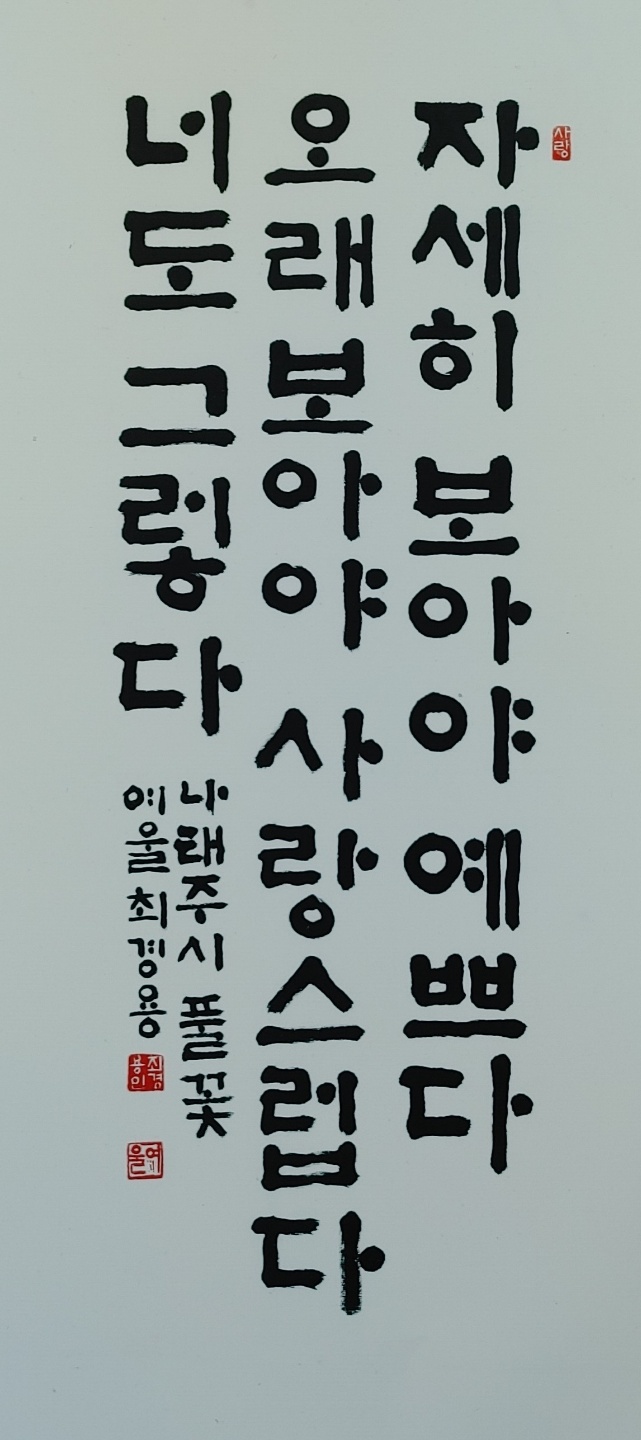 사랑
자세히 보아야 예쁘다
오래 보아야 사랑스럽다
너도 그렇다
나태주시 풀꽃
예울 최경용
최경용인
예울